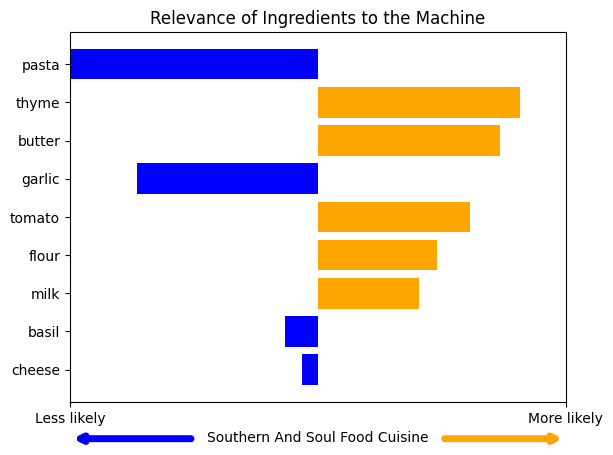 Relevance of Ingredients to the Machine
pasta
thyme
butter
garlic
tomato
flour
milk
basil
cheese
Less likely More likely
Southern And Soul Food Cuisine